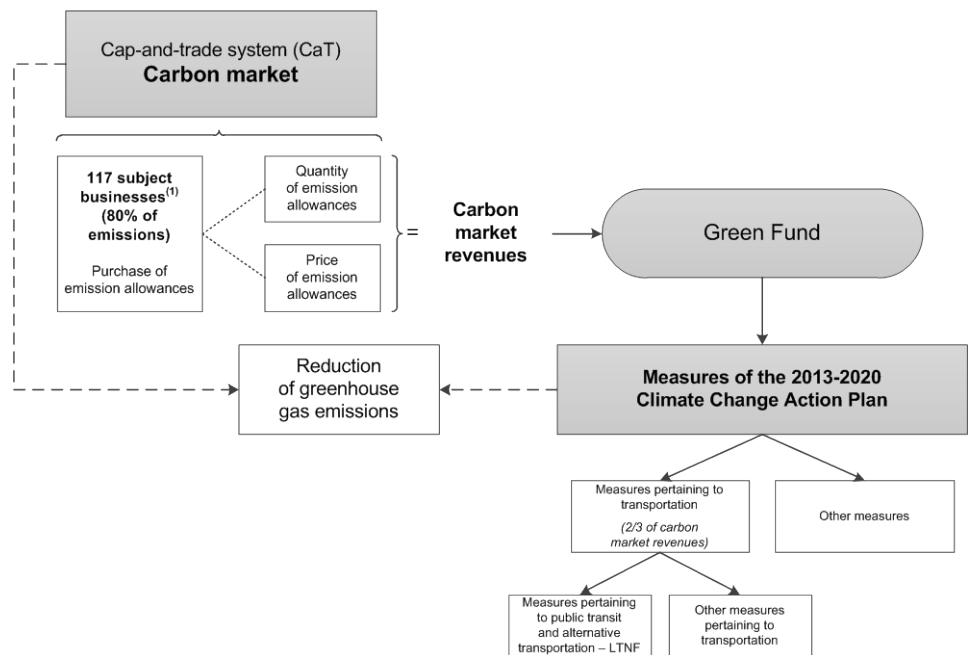 Cap-and-trade system (CaT)
Carbon market
117 subject
businesses(1)
(80% of
emissions)
Purchase of
emission allowances
Quantity
of emission
allowances
Price
of emission
allowances
=
Carbon
market
revenues
Green Fund
Reduction
of greenhouse
gas emissions
Measures of the 2013-2020
Climate Change Action Plan
Measures pertaining to
transportation
(2/3 of carbon
market revenues)
Other measures
Measures pertaining
to public transit
and alternative
transportation – LTNF
Other measures
pertaining to
transportation